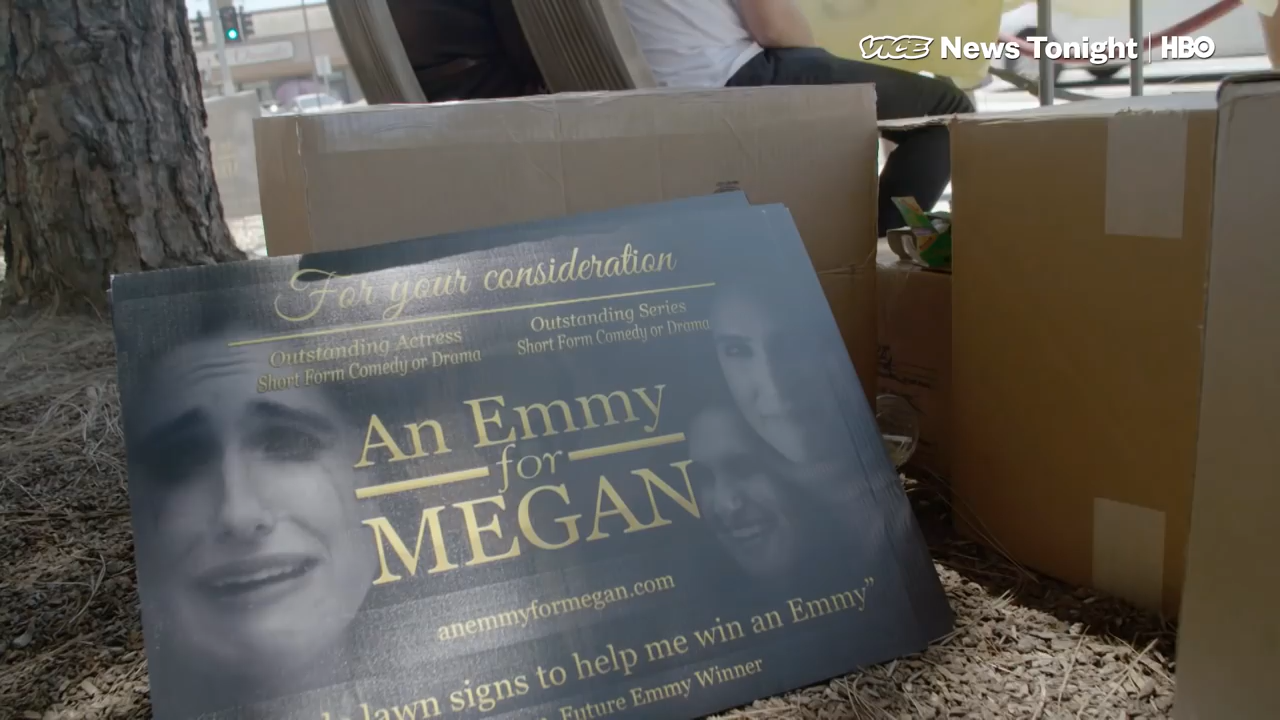 VICE News Tonight | HBO
For your consideration
Outstanding Actress
Short Form Comedy or Drama
Outstanding Series
Short Form Comedy or Drama
An Emmy
for
MEGAN
anemmyformegan.com
lawn signs to help me win an Emmy”
Future Emmy Winner